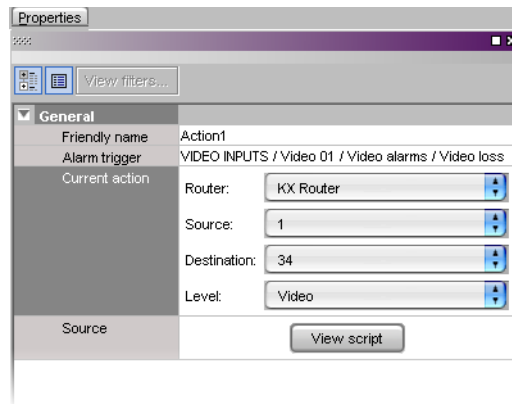 Properties
View filters...
General
Friendly name Action1
Alarm trigger VIDEO INPUTS / Video 01 / Video alarms / Video loss
Current action
Router: KX Router
Source: 1
Destination: 34
Level: Video
Source View script